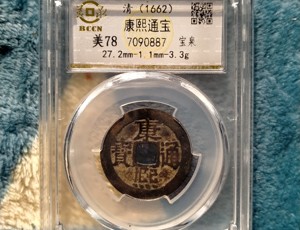 清 (1662)
BCCN
康熙通宝
美78 7090887 宝泉
27.2mm-1.1mm-3.3g
康
寶 通
熙